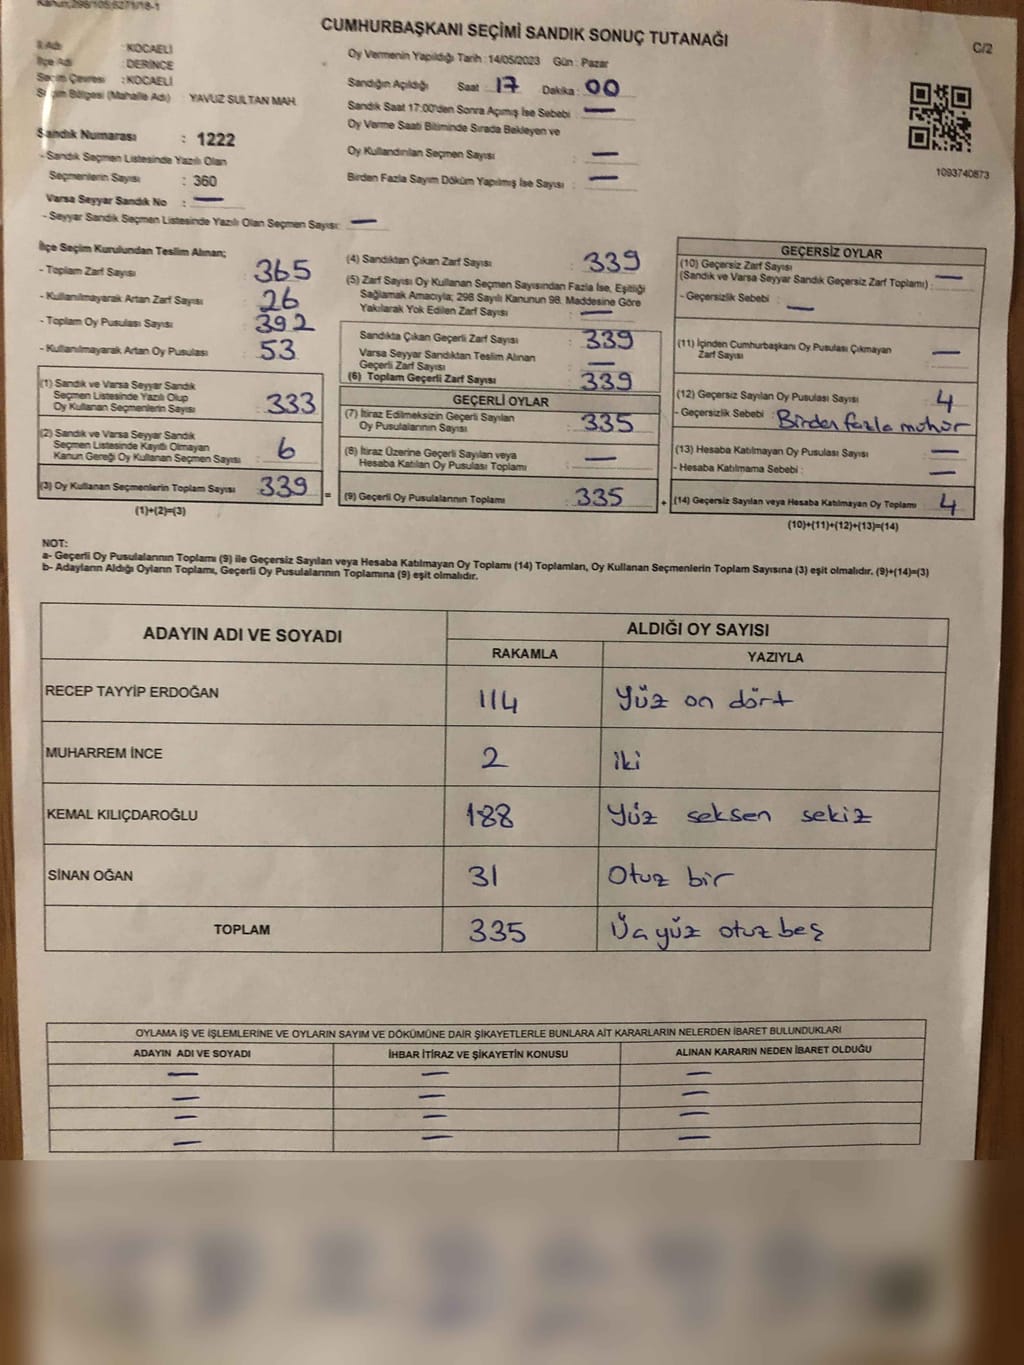 Kanun;298/105;6271/18-1
CUMHURBAŞKANI SEÇİMİ SANDIK SONUÇ TUTANAĞI
C/2
İl Adı : KOCAELİ
İlçe Adı : DERİNCE
Seçim Çevresi : KOCAELİ
Seçim Bölgesi (Mahalle Adı) : YAVUZ SULTAN MAH.
Sandık Numarası : 1222
- Sandık Seçmen Listesinde Yazılı Olan
Seçmenlerin Sayısı : 360
Varsa Seyyar Sandık No : —
- Seyyar Sandık Seçmen Listesinde Yazılı Olan Seçmen Sayısı: —
Oy Vermenin Yapıldığı Tarih : 14/05/2023 Gün : Pazar
Sandığın Açıldığı Saat 17 Dakika : 00
Sandık Saat 17:00'den Sonra Açımış İse Sebebi : —
Oy Verme Saati Bitiminde Sırada Bekleyen ve
Oy Kullandırılan Seçmen Sayısı : —
Birden Fazla Sayım Döküm Yapılmış İse Sayısı : —
1093740873
İlçe Seçim Kurulundan Teslim Alınan;
- Toplam Zarf Sayısı : 365
- Kullanılmayarak Artan Zarf Sayısı : 26
- Toplam Oy Pusulası Sayısı : 392
- Kullanılmayarak Artan Oy Pusulası : 53
(1) Sandık ve Varsa Seyyar Sandık
Seçmen Listesinde Yazılı Olup
Oy Kullanan Seçmenlerin Sayısı : 333
(2) Sandık ve Varsa Seyyar Sandık
Seçmen Listesinde Kayıtlı Olmayan
Kanun Gereği Oy Kullanan Seçmen Sayısı : 6
(3) Oy Kullanan Seçmenlerin Toplam Sayısı : 339
(1)+(2)=(3)
=
(4) Sandıktan Çıkan Zarf Sayısı : 339
(5) Zarf Sayısı Oy Kullanan Seçmen Sayısından Fazla İse, Eşitliği
Sağlamak Amacıyla; 298 Sayılı Kanunun 98. Maddesine Göre
Yakılarak Yok Edilen Zarf Sayısı : —
Sandıkta Çıkan Geçerli Zarf Sayısı : 339
Varsa Seyyar Sandıktan Teslim Alınan
Geçerli Zarf Sayısı : —
(6) Toplam Geçerli Zarf Sayısı : 339
GEÇERLİ OYLAR
(7) İtiraz Edilmeksizin Geçerli Sayılan
Oy Pusulalarının Sayısı : 335
(8) İtiraz Üzerine Geçerli Sayılan veya
Hesaba Katılan Oy Pusulası Toplamı : —
(9) Geçerli Oy Pusulalarının Toplamı : 335
+
GEÇERSİZ OYLAR
(10) Geçersiz Zarf Sayısı
(Sandık ve Varsa Seyyar Sandık Geçersiz Zarf Toplamı) : —
- Geçersizlik Sebebi : —
(11) İçinden Cumhurbaşkanı Oy Pusulası Çıkmayan
Zarf Sayısı : —
(12) Geçersiz Sayılan Oy Pusulası Sayısı : 4
- Geçersizlik Sebebi : Birden fazla mühür
(13) Hesaba Katılmayan Oy Pusulası Sayısı : —
- Hesaba Katılmama Sebebi : —
(14) Geçersiz Sayılan veya Hesaba Katılmayan Oy Toplamı : 4
(10)+(11)+(12)+(13)=(14)
NOT:
a- Geçerli Oy Pusulalarının Toplamı (9) ile Geçersiz Sayılan veya Hesaba Katılmayan Oy Toplamı (14) Toplamları, Oy Kullanan Seçmenlerin Toplam Sayısına (3) eşit olmalıdır. (9)+(14)=(3)
b- Adayların Aldığı Oyların Toplamı, Geçerli Oy Pusulalarının Toplamına (9) eşit olmalıdır.
ADAYIN ADI VE SOYADI
ALDIĞI OY SAYISI
RAKAMLA YAZIYLA
RECEP TAYYİP ERDOĞAN 114 Yüz on dört
MUHARREM İNCE 2 iki
KEMAL KILIÇDAROĞLU 188 Yüz seksen sekiz
SİNAN OĞAN 31 Otuz bir
TOPLAM 335 Üç yüz otuz beş
OYLAMA İŞ VE İŞLEMLERİNE VE OYLARIN SAYIM VE DÖKÜMÜNE DAİR ŞİKAYETLERLE BUNLARA AİT KARARLARIN NELERDEN İBARET BULUNDUKLARI
ADAYIN ADI VE SOYADI İHBAR İTİRAZ VE ŞİKAYETİN KONUSU ALINAN KARARIN NEDEN İBARET OLDUĞU
— — —
— — —
— — —
— — —